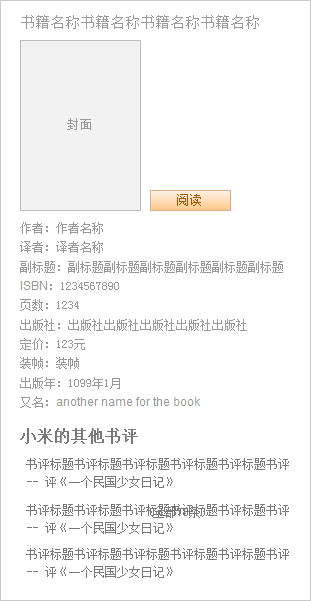 书籍名称书籍名称书籍名称书籍名称
封面
阅读
作者：作者名称
译者：译者名称
副标题：副标题副标题副标题副标题副标题副标题
ISBN：1234567890
页数：1234
出版社：出版社出版社出版社出版社出版社
定价：123元
装帧：装帧
出版年：1099年1月
又名：another name for the book
小米的其他书评
书评标题书评标题书评标题书评标题书评标题书评
-- 评《一个民国少女日记》
书评标题书评标题书评标题书评标题书评标题书评
-- 评《一个民国少女日记》
书评标题书评标题书评标题书评标题书评标题书评
-- 评《一个民国少女日记》